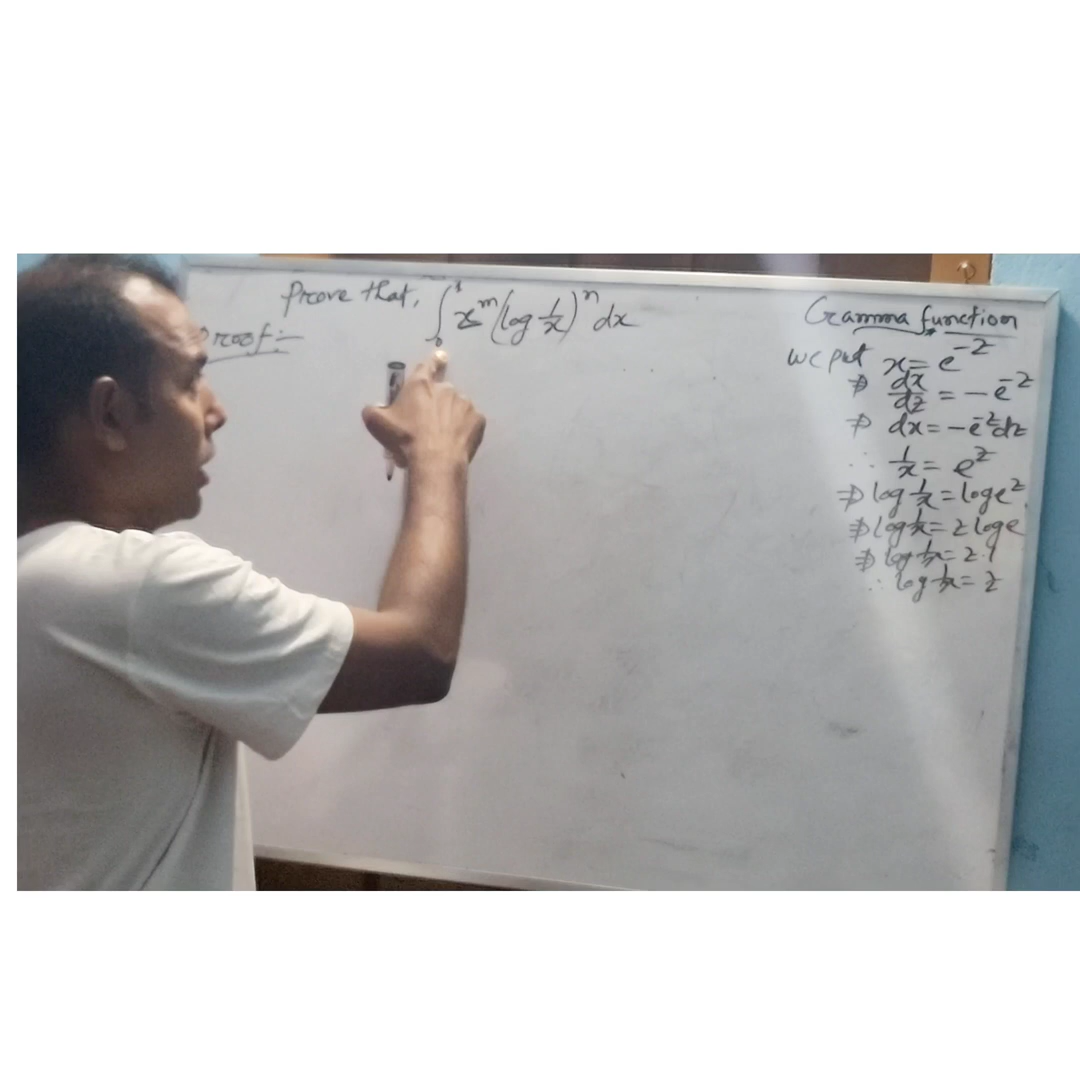 Prove that, ∫₀¹ x^m (log 1/x)^n dx
Proof:-
Gamma function
we put x = e^-z
⇒ dx/dz = -e^-z
⇒ dx = -e^-z dz
∴ 1/x = e^z
⇒ log 1/x = log e^z
⇒ log 1/x = z log e
⇒ log 1/x = z·1
∴ log 1/x = z